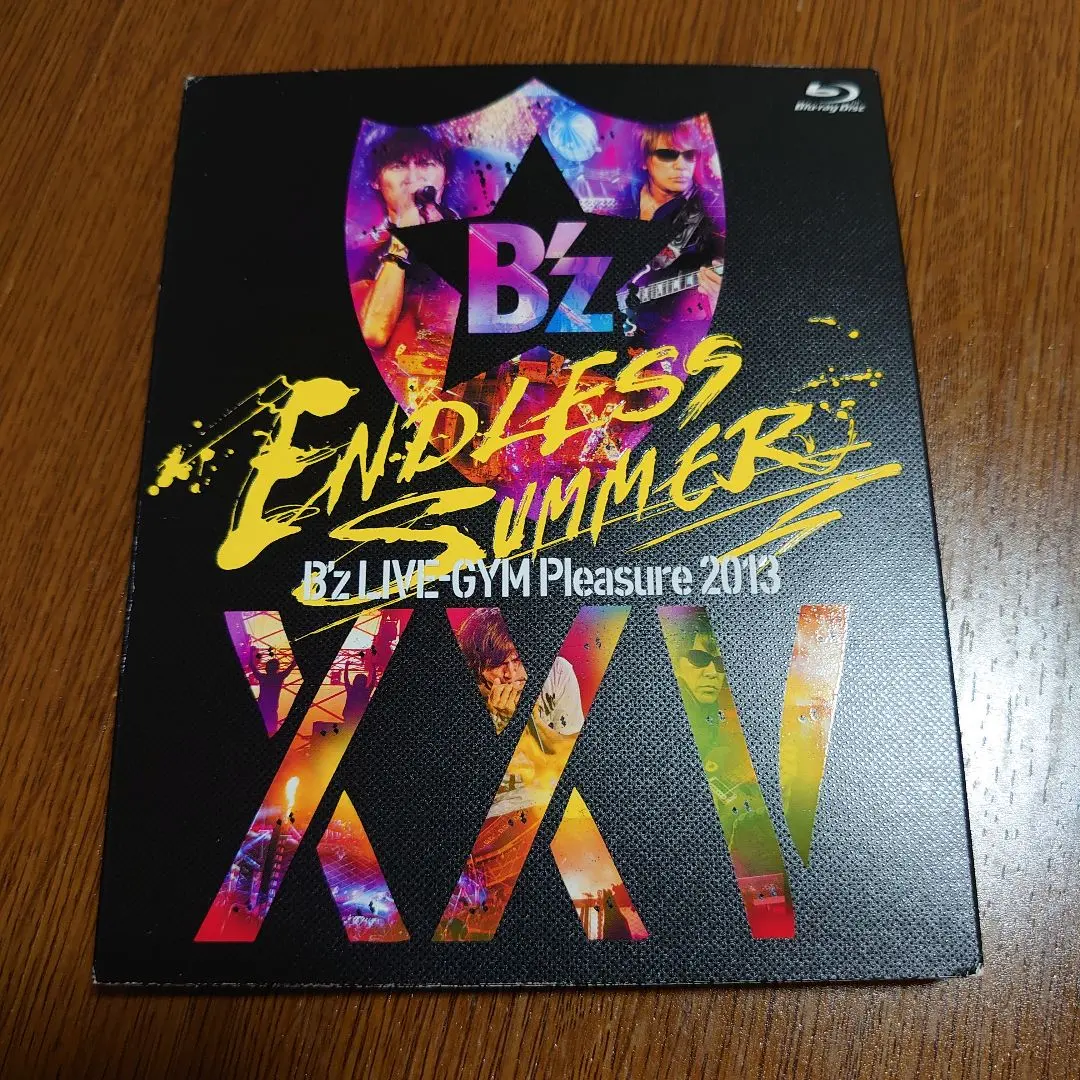 Blu-ray Disc
B'z
ENDLESS
SUMMER
B'z LIVE-GYM Pleasure 2013
XXV